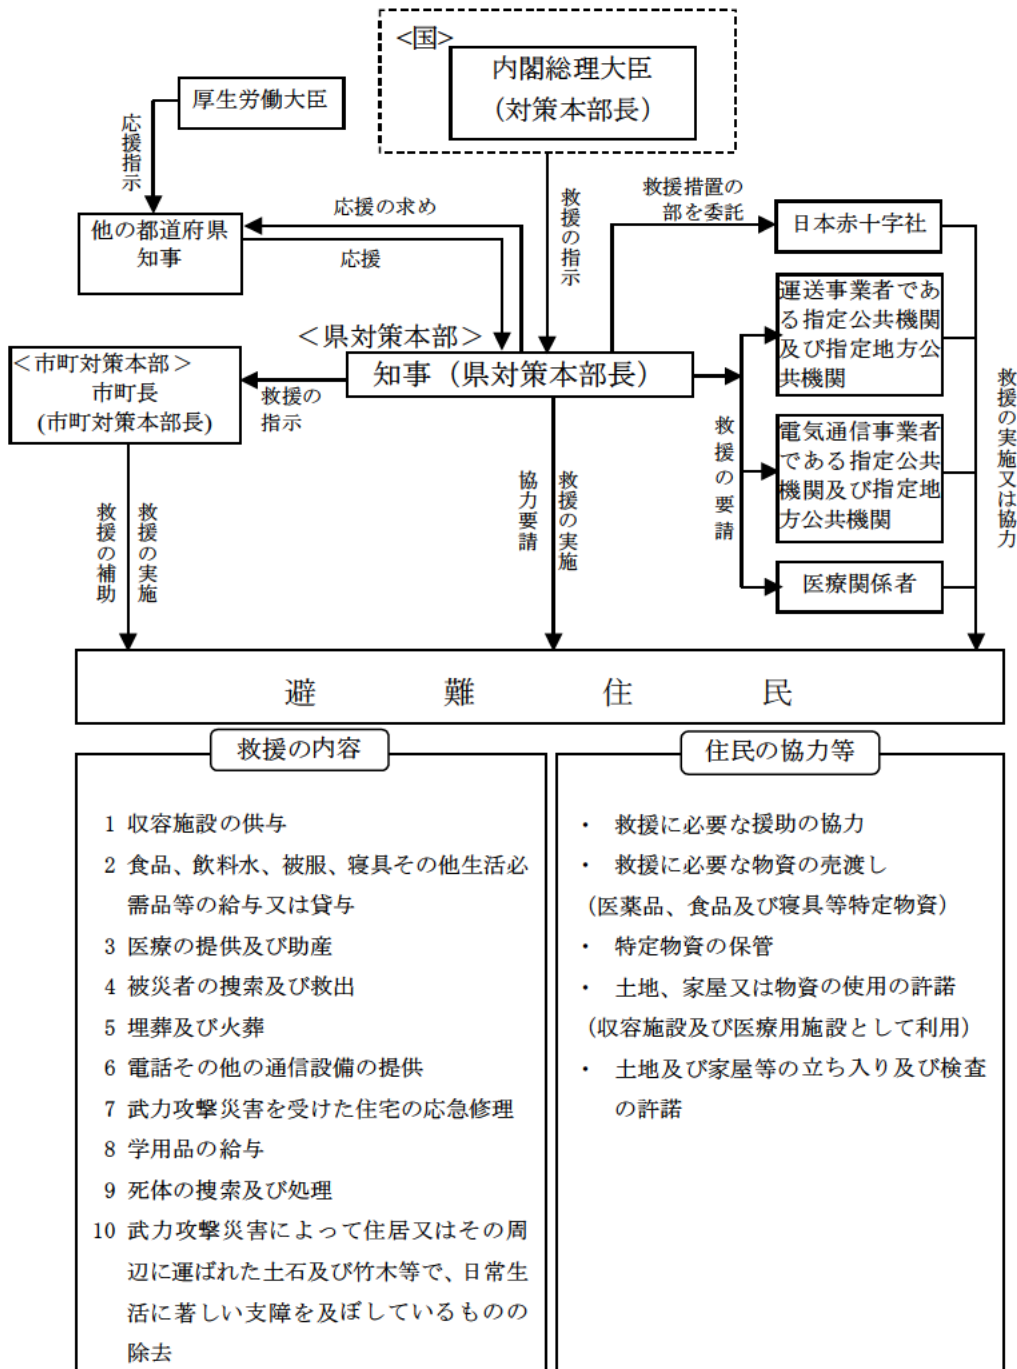 <国>
内閣総理大臣
(対策本部長)
厚生労働大臣
応援指示
救援の指示
救援措置の
部を委託
応援の求め
応援
他の都道府県
知事
日本赤十字社
運送事業者であ
る指定公共機関
及び指定地方公
共機関
<県対策本部>
知事（県対策本部長）
<市町対策本部>
市町長
(市町対策本部長)
救援の
指示
救援の要請
電気通信事業者
である指定公共
機関及び指定地
方公共機関
医療関係者
救援の実施又は協力
救援の補助
救援の実施
協力要請
救援の実施
避難住民
救援の内容
1 収容施設の供与
2 食品、飲料水、被服、寝具その他生活必
需品等の給与又は貸与
3 医療の提供及び助産
4 被災者の捜索及び救出
5 埋葬及び火葬
6 電話その他の通信設備の提供
7 武力攻撃災害を受けた住宅の応急修理
8 学用品の給与
9 死体の捜索及び処理
10 武力攻撃災害によって住居又はその周
辺に運ばれた土石及び竹木等で、日常生
活に著しい支障を及ぼしているものの
除去
住民の協力等
・ 救援に必要な援助の協力
・ 救援に必要な物資の売渡し
(医薬品、食品及び寝具等特定物資)
・ 特定物資の保管
・ 土地、家屋又は物資の使用の許諾
(収容施設及び医療用施設として利用)
・ 土地及び家屋等の立ち入り及び検査
の許諾